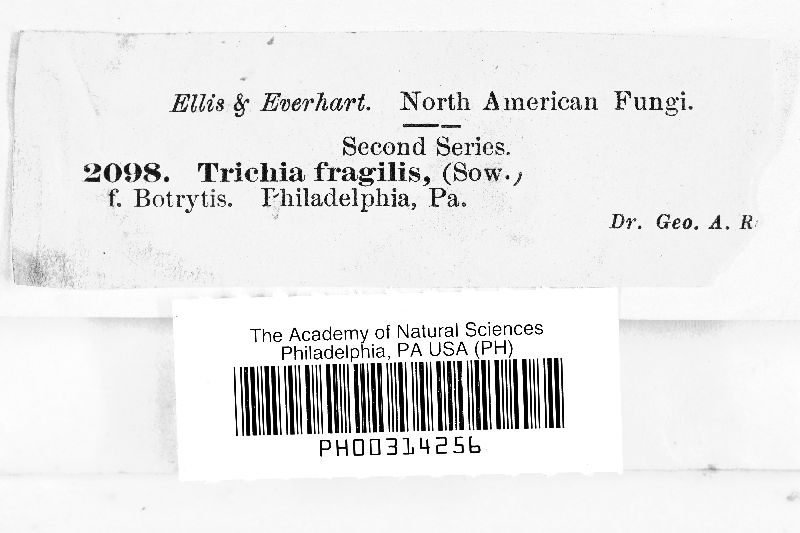 Ellis & Everhart. North American Fungi.
Second Series.
2098. Trichia fragilis, (Sow.,
f. Botrytis. Philadelphia, Pa.
Dr. Geo. A. R
The Academy of Natural Sciences
Philadelphia, PA USA (PH)
PH00314256